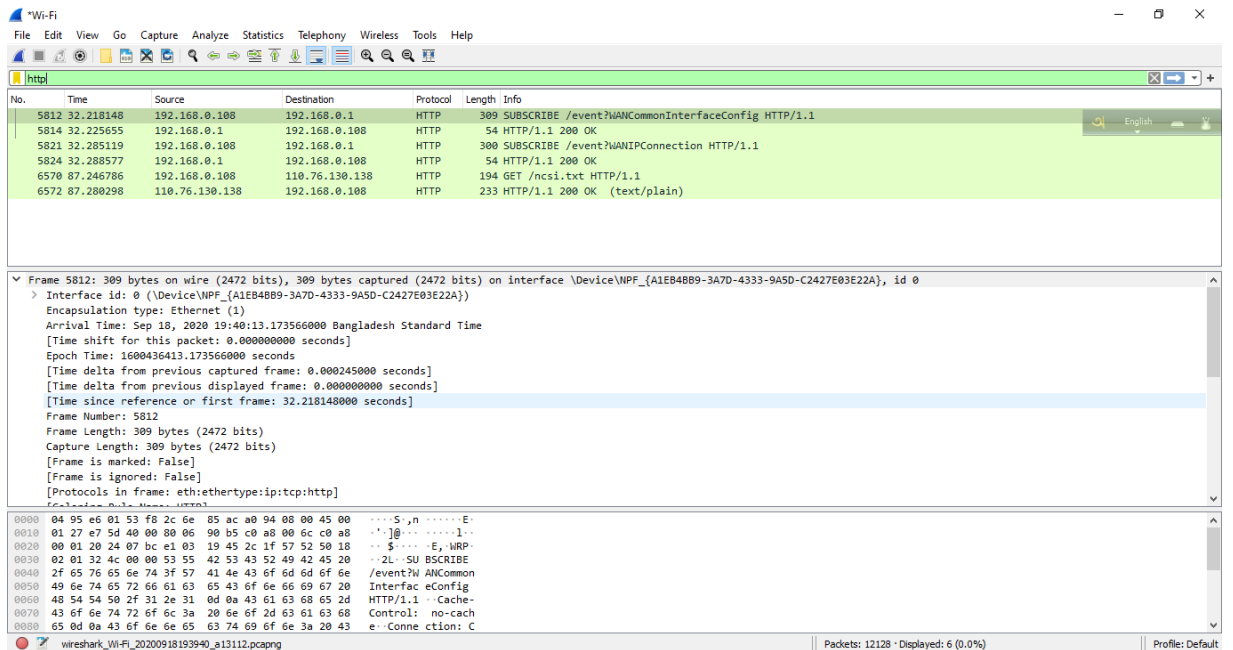 *Wi-Fi
File Edit View Go Capture Analyze Statistics Telephony Wireless Tools Help
http
No. Time Source Destination Protocol Length Info
5812 32.218148 192.168.0.108 192.168.0.1 HTTP 309 SUBSCRIBE /event?WANCommonInterfaceConfig HTTP/1.1
অ English
5814 32.225655 192.168.0.1 192.168.0.108 HTTP 54 HTTP/1.1 200 OK
5821 32.285119 192.168.0.108 192.168.0.1 HTTP 300 SUBSCRIBE /event?WANIPConnection HTTP/1.1
5824 32.288577 192.168.0.1 192.168.0.108 HTTP 54 HTTP/1.1 200 OK
6570 87.246786 192.168.0.108 110.76.130.138 HTTP 194 GET /ncsi.txt HTTP/1.1
6572 87.280298 110.76.130.138 192.168.0.108 HTTP 233 HTTP/1.1 200 OK (text/plain)
Frame 5812: 309 bytes on wire (2472 bits), 309 bytes captured (2472 bits) on interface \Device\NPF_{A1EB4BB9-3A7D-4333-9A5D-C2427E03E22A}, id 0
Interface id: 0 (\Device\NPF_{A1EB4BB9-3A7D-4333-9A5D-C2427E03E22A})
Encapsulation type: Ethernet (1)
Arrival Time: Sep 18, 2020 19:40:13.173566000 Bangladesh Standard Time
[Time shift for this packet: 0.000000000 seconds]
Epoch Time: 1600436413.173566000 seconds
[Time delta from previous captured frame: 0.000245000 seconds]
[Time delta from previous displayed frame: 0.000000000 seconds]
[Time since reference or first frame: 32.218148000 seconds]
Frame Number: 5812
Frame Length: 309 bytes (2472 bits)
Capture Length: 309 bytes (2472 bits)
[Frame is marked: False]
[Frame is ignored: False]
[Protocols in frame: eth:ethertype:ip:tcp:http]
[Coloring Rule Name: HTTP]
0000 04 95 e6 01 53 f8 2c 6e 85 ac a0 94 08 00 45 00 ····S·,n ······E·
0010 01 27 e7 5d 40 00 80 06 90 b5 c0 a8 00 6c c0 a8 ·'·]@··· ·····l··
0020 00 01 20 24 07 bc e1 03 19 45 2c 1f 57 52 50 18 ·· $···· ·E,·WRP·
0030 02 01 32 4c 00 00 53 55 42 53 43 52 49 42 45 20 ··2L··SU BSCRIBE
0040 2f 65 76 65 6e 74 3f 57 41 4e 43 6f 6d 6d 6f 6e /event?W ANCommon
0050 49 6e 74 65 72 66 61 63 65 43 6f 6e 66 69 67 20 Interfac eConfig
0060 48 54 54 50 2f 31 2e 31 0d 0a 43 61 63 68 65 2d HTTP/1.1 ··Cache-
0070 43 6f 6e 74 72 6f 6c 3a 20 6e 6f 2d 63 61 63 68 Control: no-cach
0080 65 0d 0a 43 6f 6e 6e 65 63 74 69 6f 6e 3a 20 43 e··Conne ction: C
wireshark_Wi-Fi_20200918193940_a13112.pcapng Packets: 12128 · Displayed: 6 (0.0%) Profile: Default